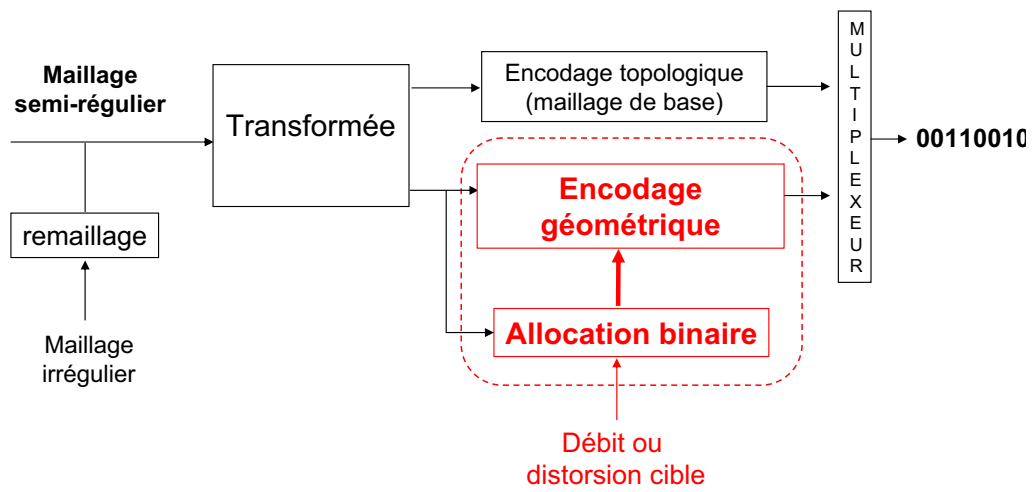 Maillage
semi-régulier
Transformée
Encodage topologique
(maillage de base)
MULTIPLEXEUR
00110010
Encodage
géométrique
remaillage
Allocation binaire
Maillage
irrégulier
Débit ou
distorsion cible